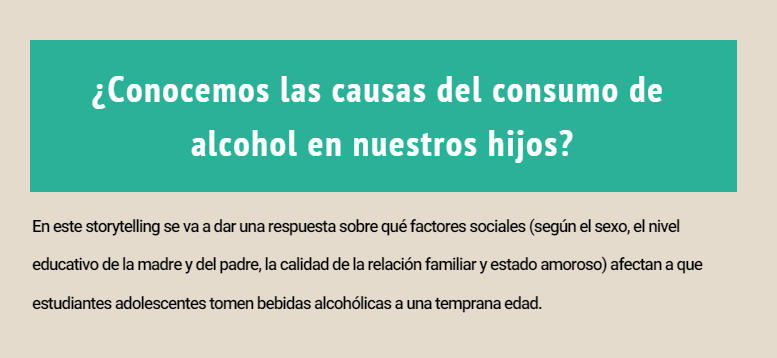 ¿Conocemos las causas del consumo de
alcohol en nuestros hijos?
En este storytelling se va a dar una respuesta sobre qué factores sociales (según el sexo, el nivel
educativo de la madre y del padre, la calidad de la relación familiar y estado amoroso) afectan a que
estudiantes adolescentes tomen bebidas alcohólicas a una temprana edad.